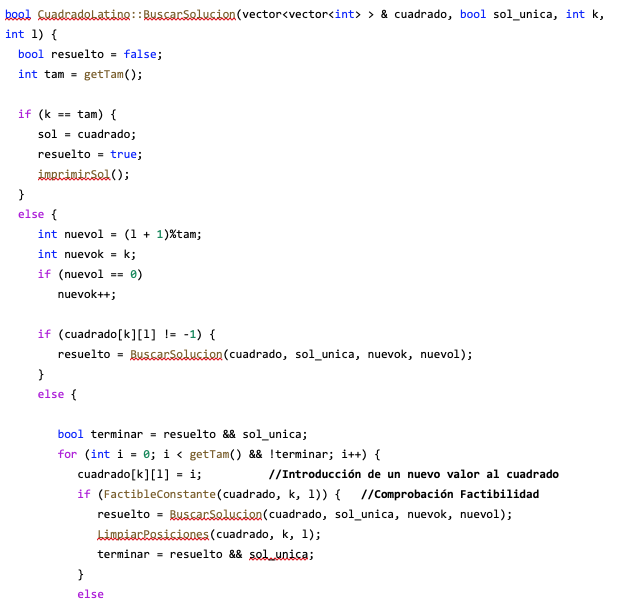 bool CuadradoLatino::BuscarSolucion(vector<vector<int> > & cuadrado, bool sol_unica, int k,
int l) {
bool resuelto = false;
int tam = getTam();
if (k == tam) {
sol = cuadrado;
resuelto = true;
imprimirSol();
}
else {
int nuevol = (l + 1)%tam;
int nuevok = k;
if (nuevol == 0)
nuevok++;
if (cuadrado[k][l] != -1) {
resuelto = BuscarSolucion(cuadrado, sol_unica, nuevok, nuevol);
}
else {
bool terminar = resuelto && sol_unica;
for (int i = 0; i < getTam() && !terminar; i++) {
cuadrado[k][l] = i; //Introducción de un nuevo valor al cuadrado
if (FactibleConstante(cuadrado, k, l)) { //Comprobación Factibilidad
resuelto = BuscarSolucion(cuadrado, sol_unica, nuevok, nuevol);
LimpiarPosiciones(cuadrado, k, l);
terminar = resuelto && sol_unica;
}
else